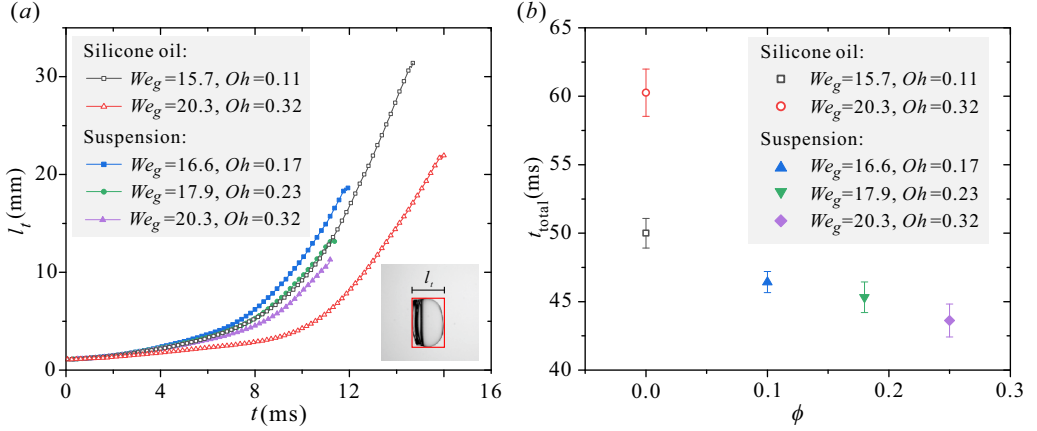 (a)
Silicone oil:
We_g=15.7, Oh=0.11
We_g=20.3, Oh=0.32
Suspension:
We_g=16.6, Oh=0.17
We_g=17.9, Oh=0.23
We_g=20.3, Oh=0.32
l_t
30
20
10
0
l_t(mm)
0
4
8
12
16
t(ms)
(b)
Silicone oil:
We_g=15.7, Oh=0.11
We_g=20.3, Oh=0.32
Suspension:
We_g=16.6, Oh=0.17
We_g=17.9, Oh=0.23
We_g=20.3, Oh=0.32
65
60
55
50
45
40
t_total(ms)
0.0
0.1
0.2
0.3
ϕ